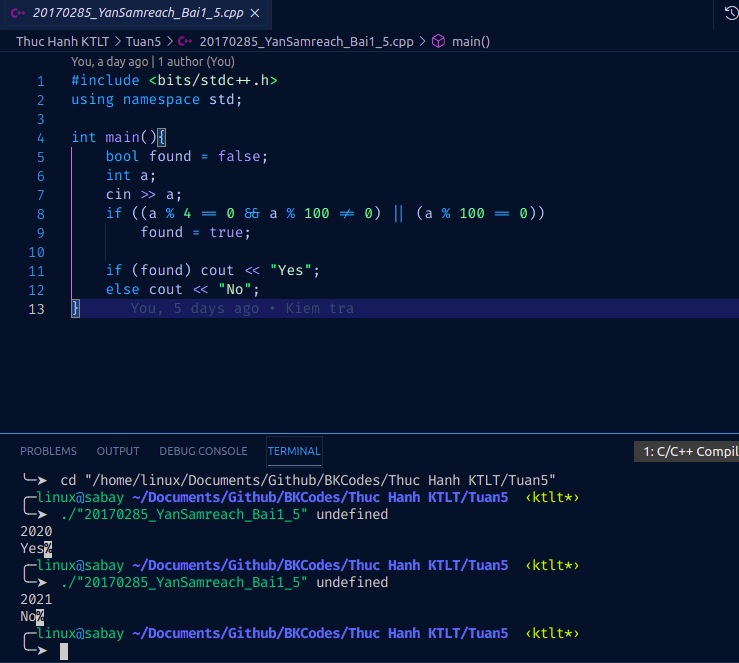 20170285_YanSamreach_Bai1_5.cpp ×
Thuc Hanh KTLT > Tuan5 > 20170285_YanSamreach_Bai1_5.cpp > main()
You, a day ago | 1 author (You)
1 #include <bits/stdc++.h>
2 using namespace std;
3
4 int main(){
5 bool found = false;
6 int a;
7 cin >> a;
8 if ((a % 4 == 0 && a % 100 != 0) || (a % 100 == 0))
9 found = true;
10
11 if (found) cout << "Yes";
12 else cout << "No";
13 } You, 5 days ago • Kiem tra
PROBLEMS OUTPUT DEBUG CONSOLE TERMINAL 1: C/C++ Compil
╰─➤ cd "/home/linux/Documents/Github/BKCodes/Thuc Hanh KTLT/Tuan5"
╭─linux@sabay ~/Documents/Github/BKCodes/Thuc Hanh KTLT/Tuan5 ‹ktlt*›
╰─➤ ./"20170285_YanSamreach_Bai1_5" undefined
2020
Yes%
╭─linux@sabay ~/Documents/Github/BKCodes/Thuc Hanh KTLT/Tuan5 ‹ktlt*›
╰─➤ ./"20170285_YanSamreach_Bai1_5" undefined
2021
No%
╭─linux@sabay ~/Documents/Github/BKCodes/Thuc Hanh KTLT/Tuan5 ‹ktlt*›
╰─➤